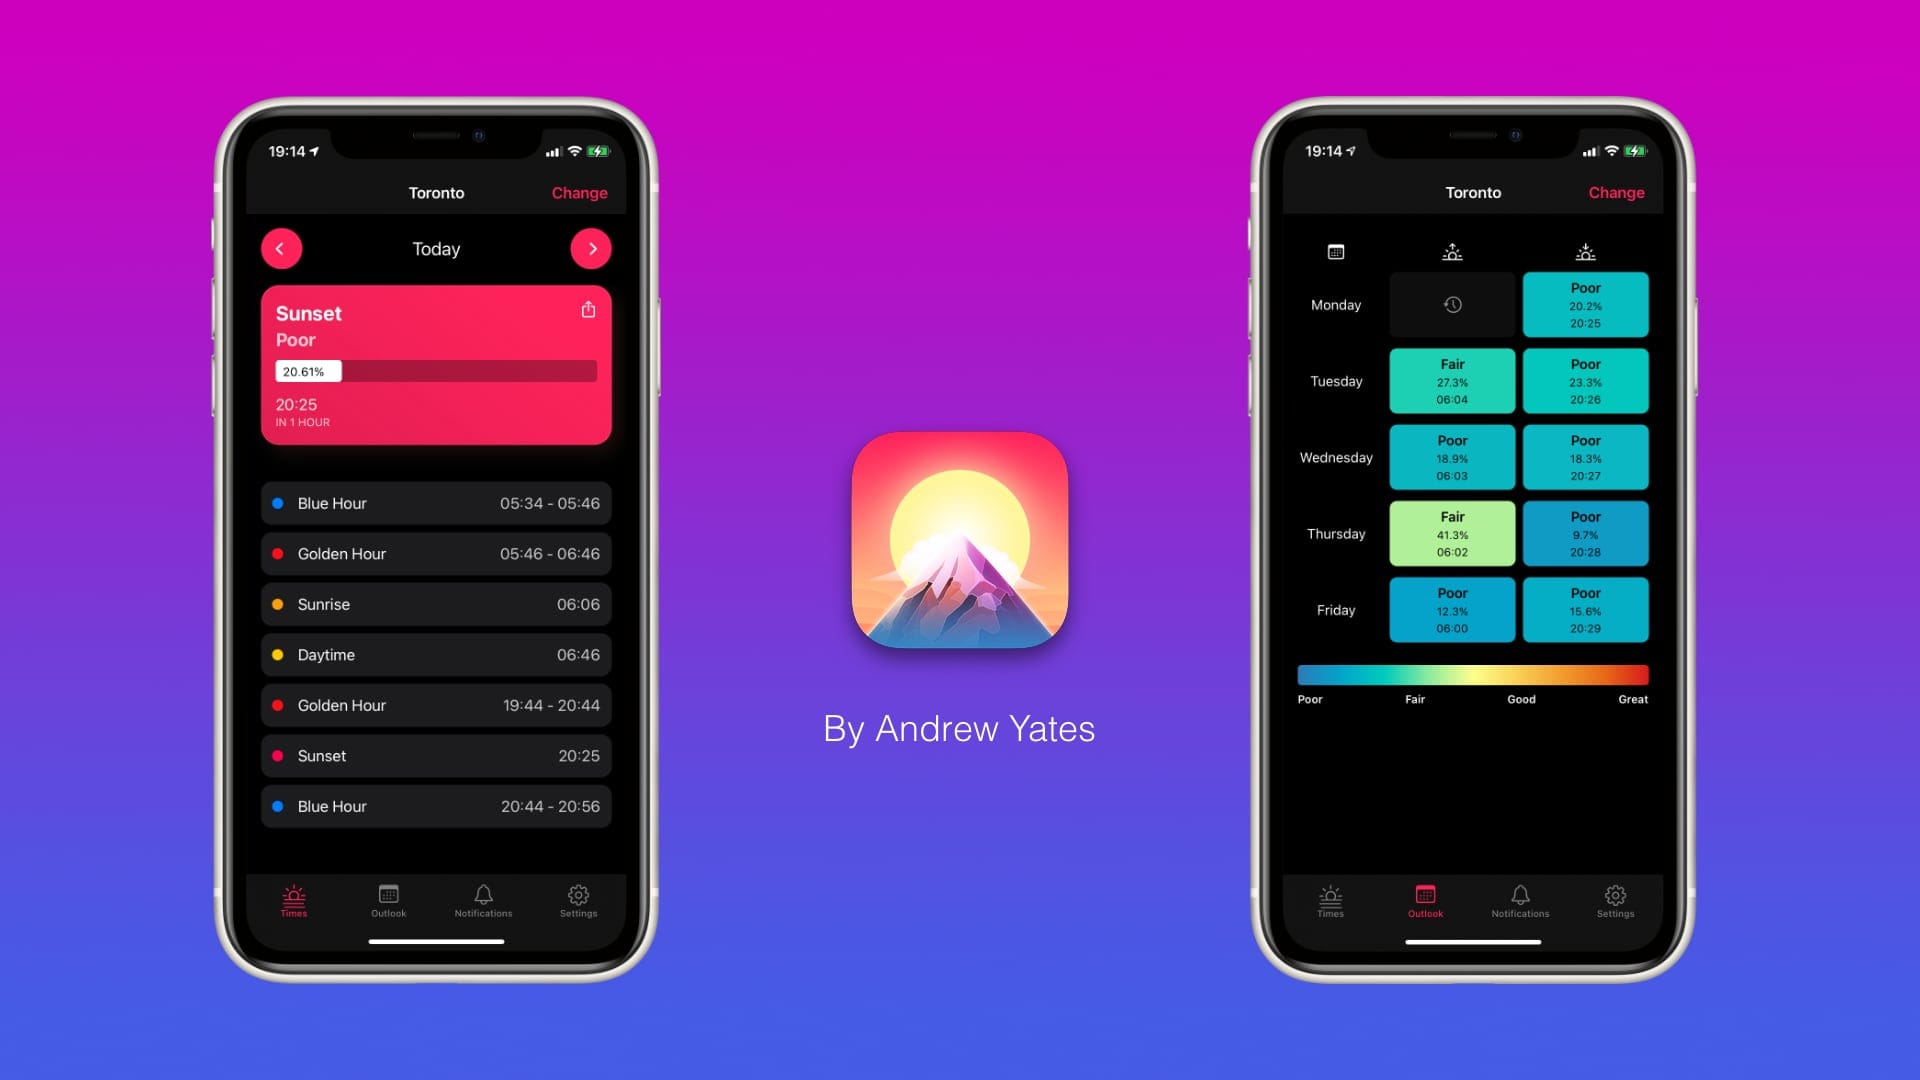 19:14
Toronto
Change
Today
Sunset
Poor
20.61%
20:25
IN 1 HOUR
Blue Hour 05:34 - 05:46
Golden Hour 05:46 - 06:46
Sunrise 06:06
Daytime 06:46
Golden Hour 19:44 - 20:44
Sunset 20:25
Blue Hour 20:44 - 20:56
Times Outlook Notifications Settings
By Andrew Yates
19:14
Toronto
Change
Monday
Poor
20.2%
20:25
Tuesday
Fair
27.3%
06:04
Poor
23.3%
20:26
Wednesday
Poor
18.9%
06:03
Poor
18.3%
20:27
Thursday
Fair
41.3%
06:02
Poor
9.7%
20:28
Friday
Poor
12.3%
06:00
Poor
15.6%
20:29
Poor Fair Good Great
Times Outlook Notifications Settings